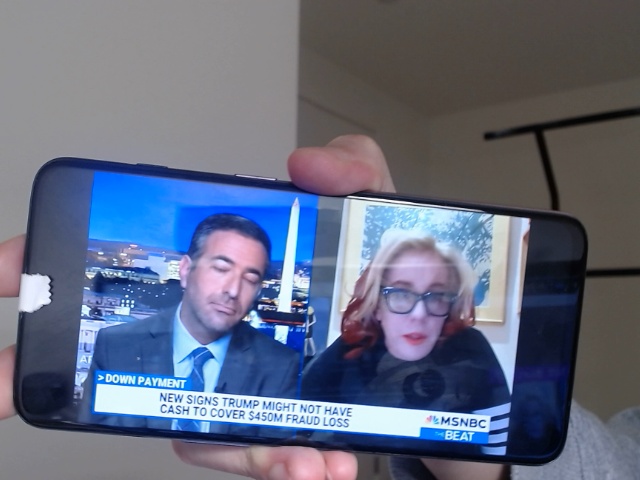 > DOWN PAYMENT
NEW SIGNS TRUMP MIGHT NOT HAVE
CASH TO COVER $450M FRAUD LOSS
MSNBC
THE BEAT